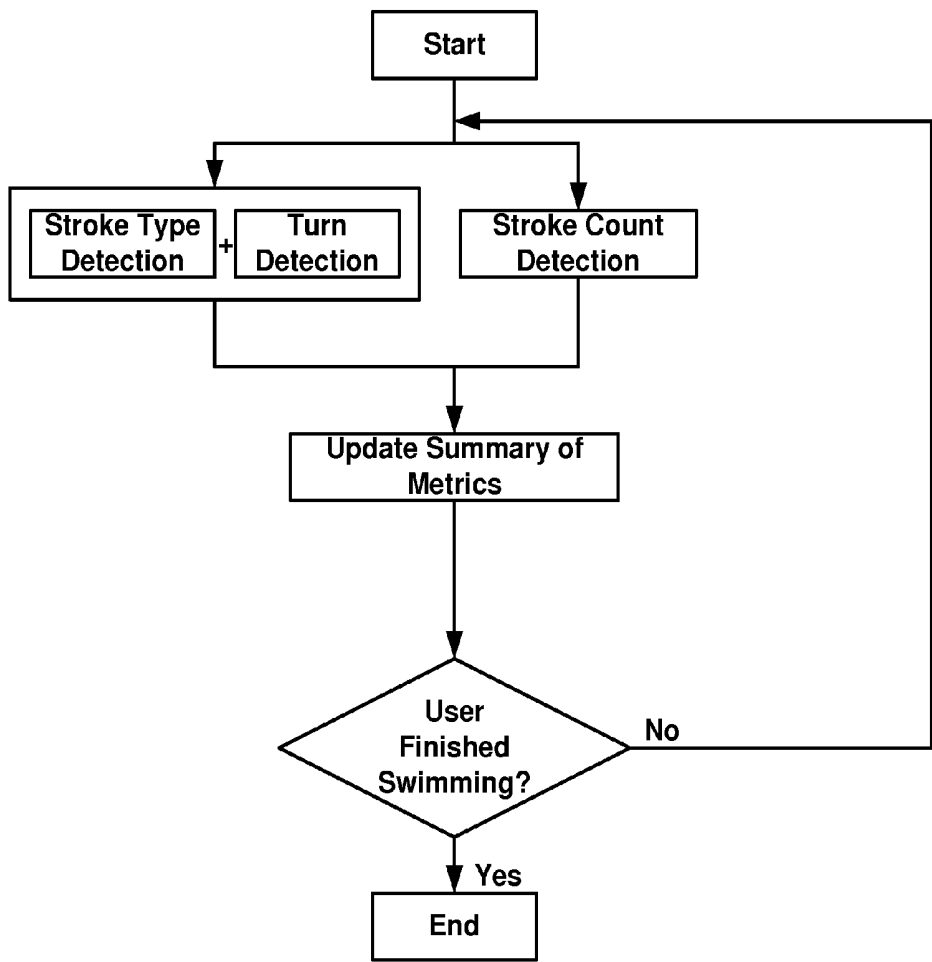 Start
Stroke Type
Detection
+
Turn
Detection
Stroke Count
Detection
Update Summary of
Metrics
User
Finished
Swimming?
No
Yes
End